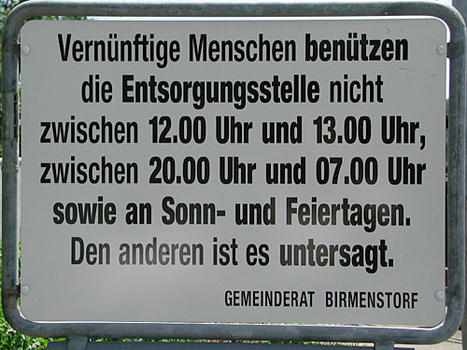 Vernünftige Menschen benützen
die Entsorgungsstelle nicht
zwischen 12.00 Uhr und 13.00 Uhr,
zwischen 20.00 Uhr und 07.00 Uhr
sowie an Sonn- und Feiertagen.
Den anderen ist es untersagt.
GEMEINDERAT BIRMENSTORF